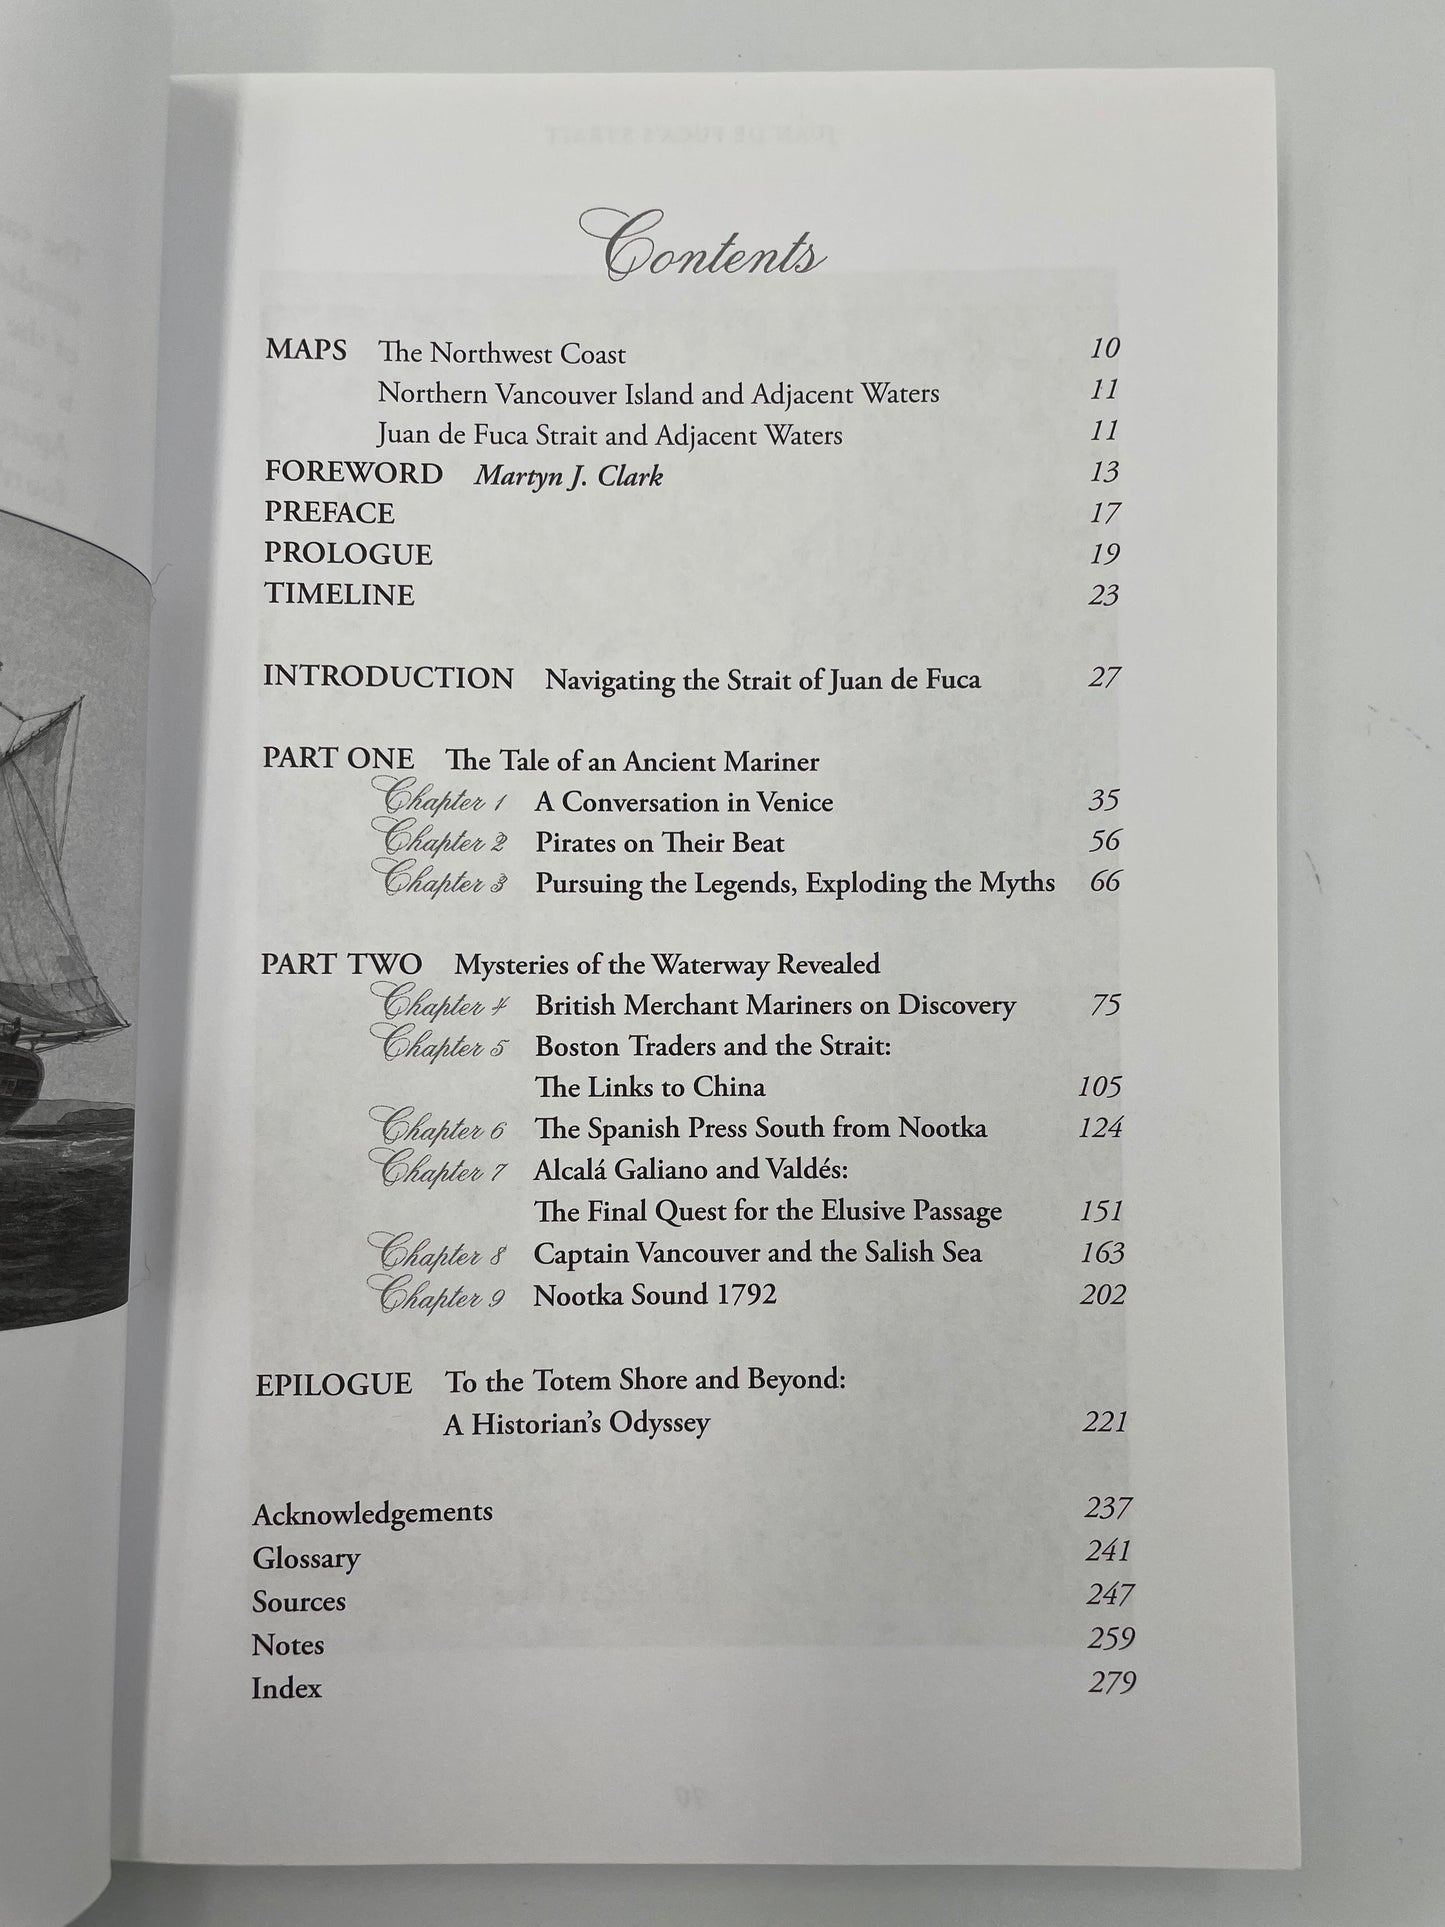 Contents
MAPS The Northwest Coast 10
Northern Vancouver Island and Adjacent Waters 11
Juan de Fuca Strait and Adjacent Waters 11
FOREWORD Martyn J. Clark 13
PREFACE 17
PROLOGUE 19
TIMELINE 23
INTRODUCTION Navigating the Strait of Juan de Fuca 27
PART ONE The Tale of an Ancient Mariner
Chapter 1 A Conversation in Venice 35
Chapter 2 Pirates on Their Beat 56
Chapter 3 Pursuing the Legends, Exploding the Myths 66
PART TWO Mysteries of the Waterway Revealed
Chapter 4 British Merchant Mariners on Discovery 75
Chapter 5 Boston Traders and the Strait:
The Links to China 105
Chapter 6 The Spanish Press South from Nootka 124
Chapter 7 Alcalá Galiano and Valdés:
The Final Quest for the Elusive Passage 151
Chapter 8 Captain Vancouver and the Salish Sea 163
Chapter 9 Nootka Sound 1792 202
EPILOGUE To the Totem Shore and Beyond:
A Historian's Odyssey 221
Acknowledgements 237
Glossary 241
Sources 247
Notes 259
Index 279